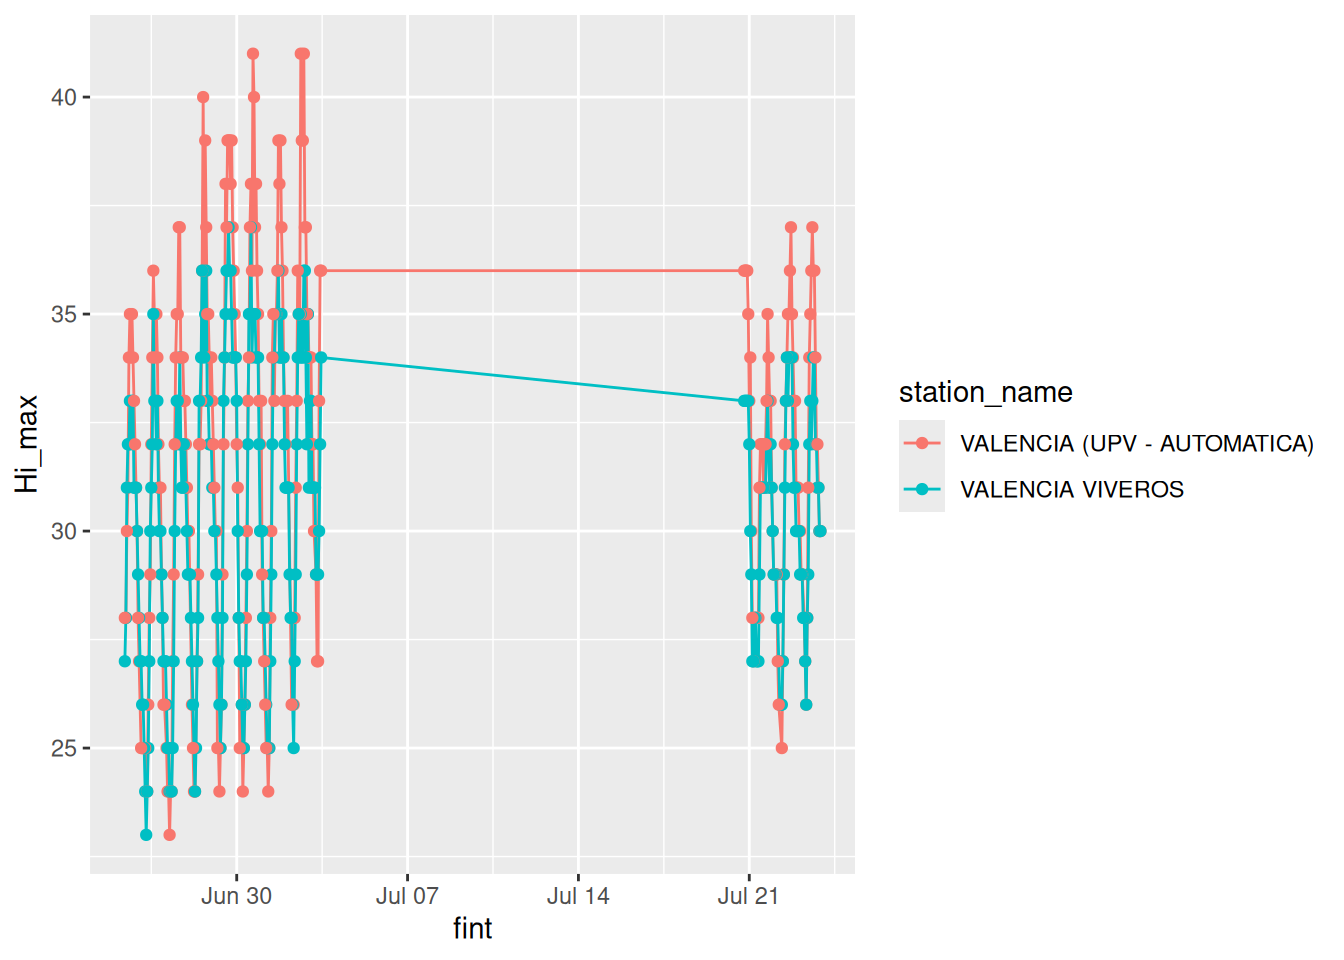 40
35
30
25
Hi_max
Jun 30
Jul 07
Jul 14
Jul 21
fint
station_name
VALENCIA (UPV - AUTOMATICA)
VALENCIA VIVEROS